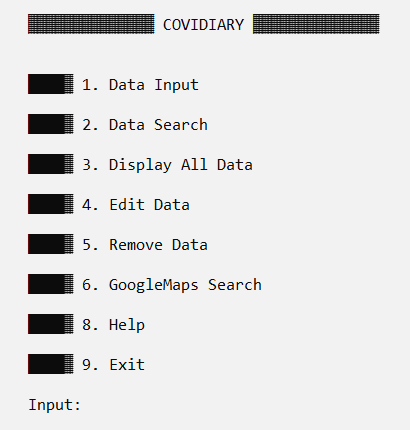 COVIDIARY
1. Data Input
2. Data Search
3. Display All Data
4. Edit Data
5. Remove Data
6. GoogleMaps Search
8. Help
9. Exit
Input: